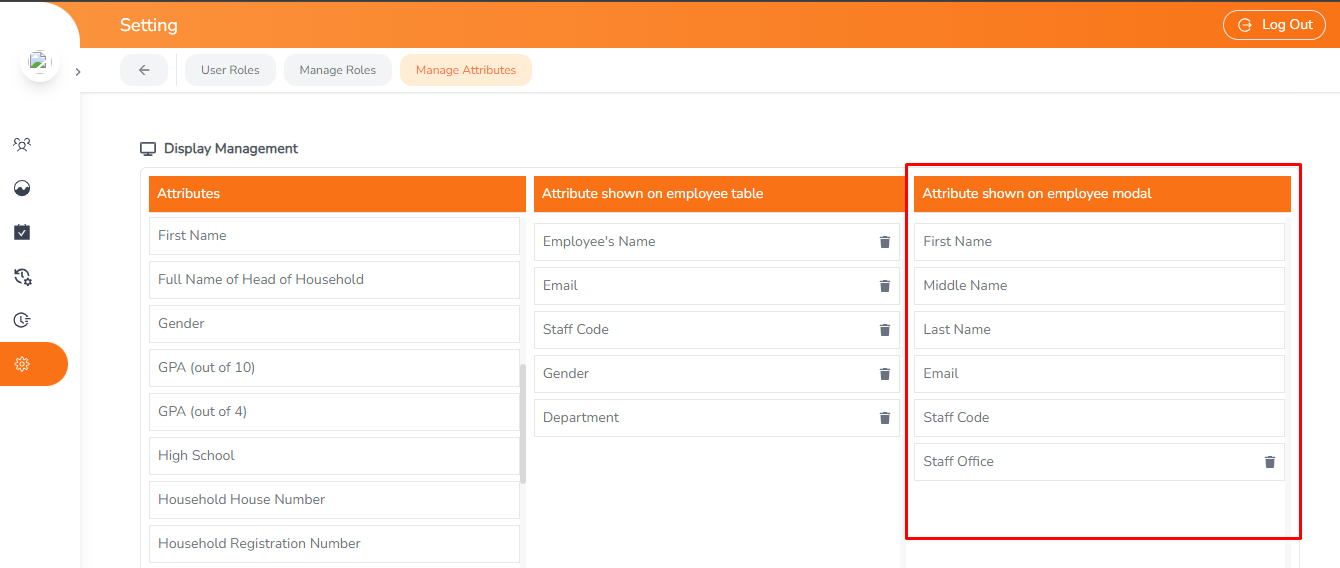 Setting
Log Out
User Roles
Manage Roles
Manage Attributes
Display Management
Attributes
First Name
Full Name of Head of Household
Gender
GPA (out of 10)
GPA (out of 4)
High School
Household House Number
Household Registration Number
Attribute shown on employee table
Employee's Name
Email
Staff Code
Gender
Department
Attribute shown on employee modal
First Name
Middle Name
Last Name
Email
Staff Code
Staff Office